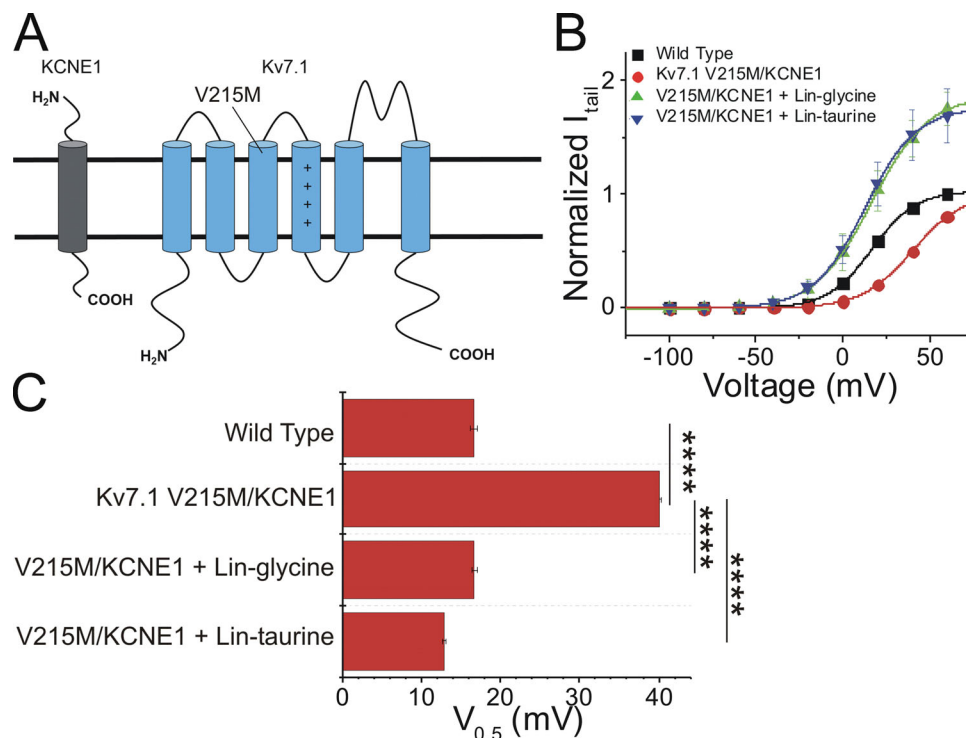 A
KCNE1
Kv7.1
H₂N
V215M
+
+
+
+
COOH
H₂N
COOH
B
Wild Type
Kv7.1 V215M/KCNE1
V215M/KCNE1 + Lin-glycine
V215M/KCNE1 + Lin-taurine
Normalized I_tail
2
1
0
-100
-50
0
50
Voltage (mV)
C
Wild Type
Kv7.1 V215M/KCNE1
V215M/KCNE1 + Lin-glycine
V215M/KCNE1 + Lin-taurine
****
****
****
0
10
20
30
40
V₀.₅ (mV)